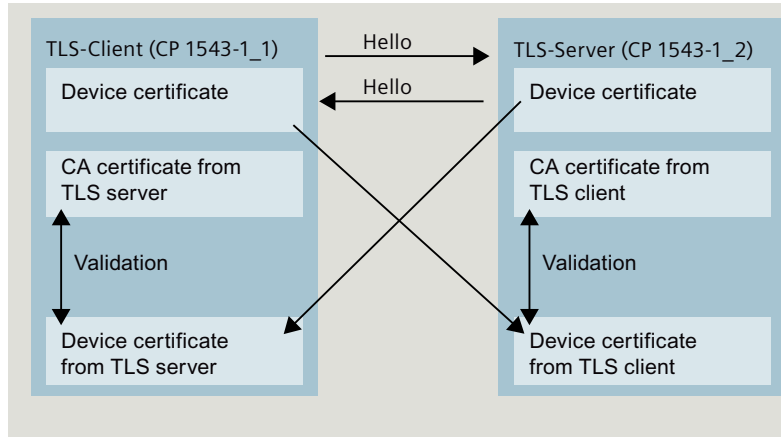 TLS-Client (CP 1543-1_1)
Device certificate
CA certificate from
TLS server
Validation
Device certificate
from TLS server
Hello
Hello
TLS-Server (CP 1543-1_2)
Device certificate
CA certificate from
TLS client
Validation
Device certificate
from TLS client